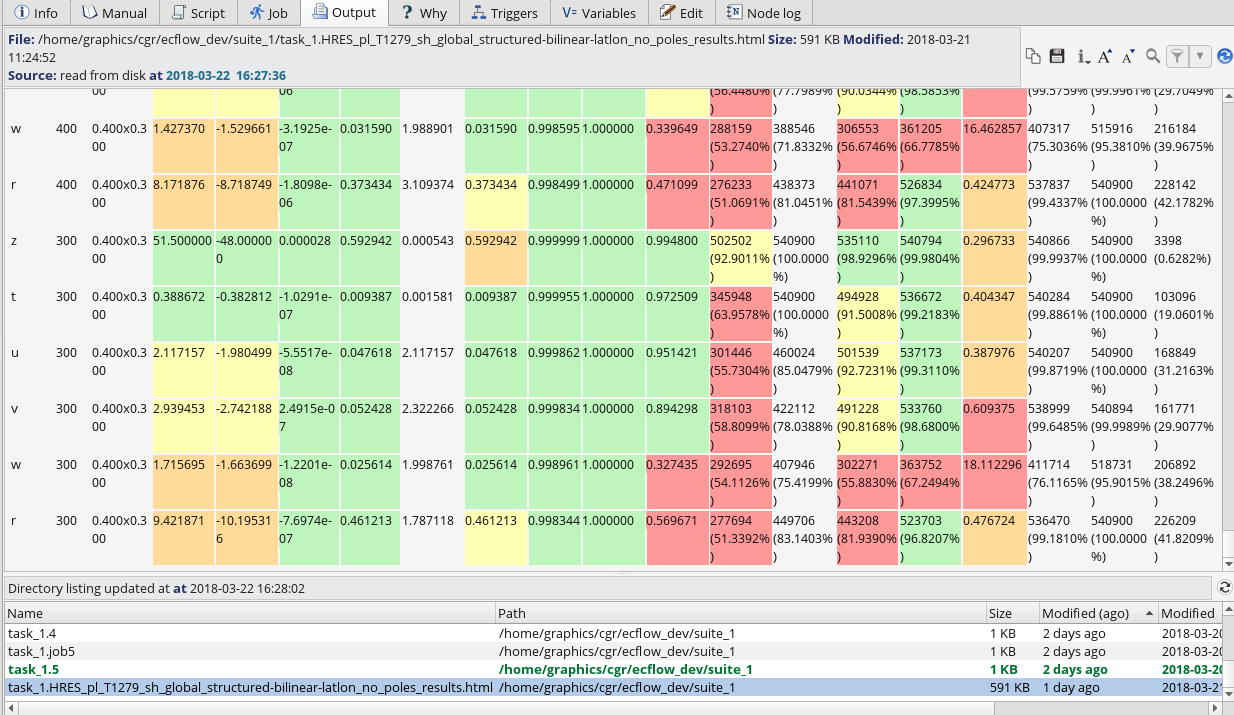 Info Manual Script Job Output Why Triggers Variables Edit Node log
File: /home/graphics/cgr/ecflow_dev/suite_1/task_1.HRES_pl_T1279_sh_global_structured-bilinear-latlon_no_poles_results.html Size: 591 KB Modified: 2018-03-21
11:24:52
Source: read from disk at 2018-03-22 16:27:36
00 06 (56.4480% (77.7989% (90.0344% (98.5853% (99.5759% (99.9961% (29.7049%
) ) ) ) ) ) )
w 400 0.400x0.3 1.427370 -1.529661 -3.1925e- 0.031590 1.988901 0.031590 0.998595 1.000000 0.339649 288159 388546 306553 361205 16.462857 407317 515916 216184
00 07 (53.2740% (71.8332% (56.6746% (66.7785% (75.3036% (95.3810% (39.9675%
) ) ) ) ) ) )
r 400 0.400x0.3 8.171876 -8.718749 -1.8098e- 0.373434 3.109374 0.373434 0.998499 1.000000 0.471099 276233 438373 441071 526834 0.424773 537837 540900 228142
00 06 (51.0691% (81.0451% (81.5439% (97.3995% (99.4337% (100.0000 (42.1782%
) ) ) ) ) %) )
z 300 0.400x0.3 51.500000 -48.00000 0.000028 0.592942 0.000543 0.592942 0.999999 1.000000 0.994800 502502 540900 535110 540794 0.296733 540866 540900 3398
00 0 (92.9011% (100.0000 (98.9296% (99.9804% (99.9937% (100.0000 (0.6282%)
) %) ) ) ) %)
t 300 0.400x0.3 0.388672 -0.382812 -1.0291e- 0.009387 0.001581 0.009387 0.999955 1.000000 0.972509 345948 540900 494928 536672 0.404347 540284 540900 103096
00 07 (63.9578% (100.0000 (91.5008% (99.2183% (99.8861% (100.0000 (19.0601%
) %) ) ) ) %) )
u 300 0.400x0.3 2.117157 -1.980499 -5.5517e- 0.047618 2.117157 0.047618 0.999862 1.000000 0.951421 301446 460024 501539 537173 0.387976 540207 540900 168849
00 08 (55.7304% (85.0479% (92.7231% (99.3110% (99.8719% (100.0000 (31.2163%
) ) ) ) ) %) )
v 300 0.400x0.3 2.939453 -2.742188 2.4915e-0 0.052428 2.322266 0.052428 0.999834 1.000000 0.894298 318103 422112 491228 533760 0.609375 538999 540894 161771
00 7 (58.8099% (78.0388% (90.8168% (98.6800% (99.6485% (99.9989% (29.9077%
) ) ) ) ) ) )
w 300 0.400x0.3 1.715695 -1.663699 -1.2201e- 0.025614 1.998761 0.025614 0.998961 1.000000 0.327435 292695 407946 302271 363752 18.112296 411714 518731 206892
00 08 (54.1126% (75.4199% (55.8830% (67.2494% (76.1165% (95.9015% (38.2496%
) ) ) ) ) ) )
r 300 0.400x0.3 9.421871 -10.19531 -7.6974e- 0.461213 1.787118 0.461213 0.998344 1.000000 0.569671 277694 449706 443208 523703 0.476724 536470 540900 226209
00 6 07 (51.3392% (83.1403% (81.9390% (96.8207% (99.1810% (100.0000 (41.8209%
) ) ) ) ) %) )
Directory listing updated at at 2018-03-22 16:28:02
Name Path Size Modified (ago) Modified
task_1.4 /home/graphics/cgr/ecflow_dev/suite_1 1 KB 2 days ago 2018-03-20
task_1.job5 /home/graphics/cgr/ecflow_dev/suite_1 1 KB 2 days ago 2018-03-20
task_1.5 /home/graphics/cgr/ecflow_dev/suite_1 1 KB 2 days ago 2018-03-20
task_1.HRES_pl_T1279_sh_global_structured-bilinear-latlon_no_poles_results.html /home/graphics/cgr/ecflow_dev/suite_1 591 KB 1 day ago 2018-03-21